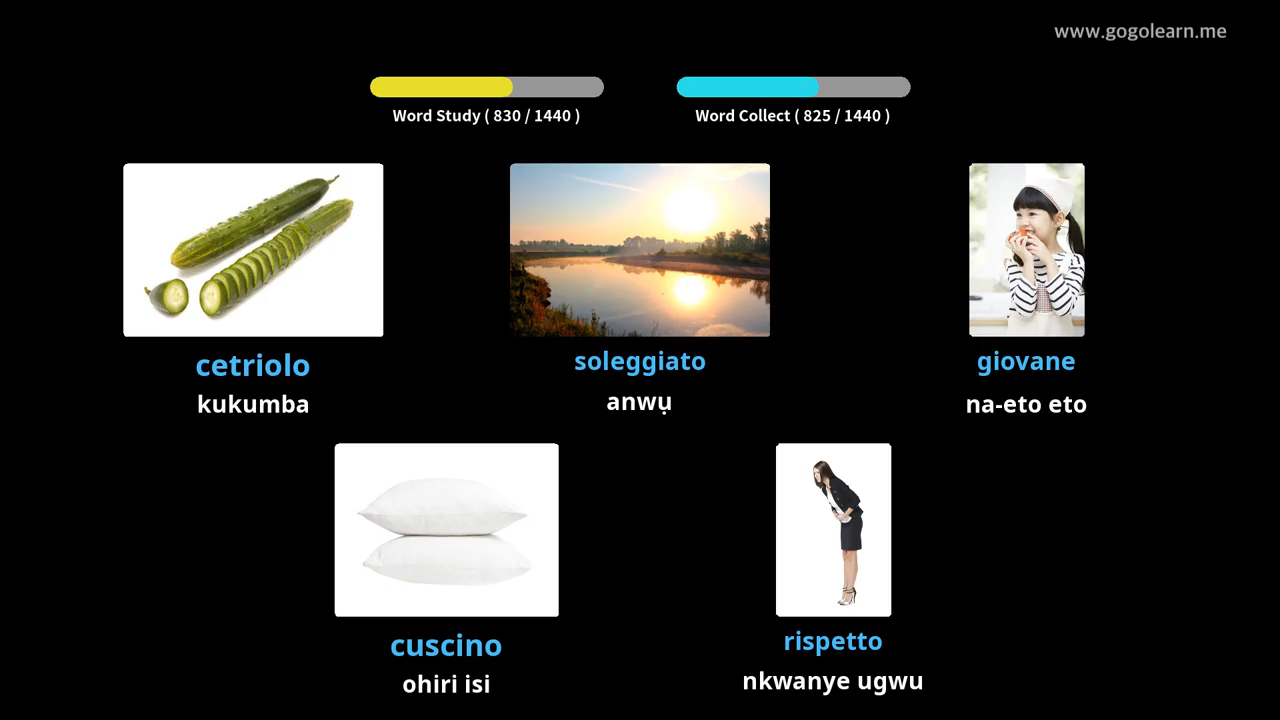 www.gogolearn.me
Word Study ( 830 / 1440 )
Word Collect ( 825 / 1440 )
cetriolo
kukumba
soleggiato
anwụ
giovane
na-eto eto
cuscino
ohiri isi
rispetto
nkwanye ugwu